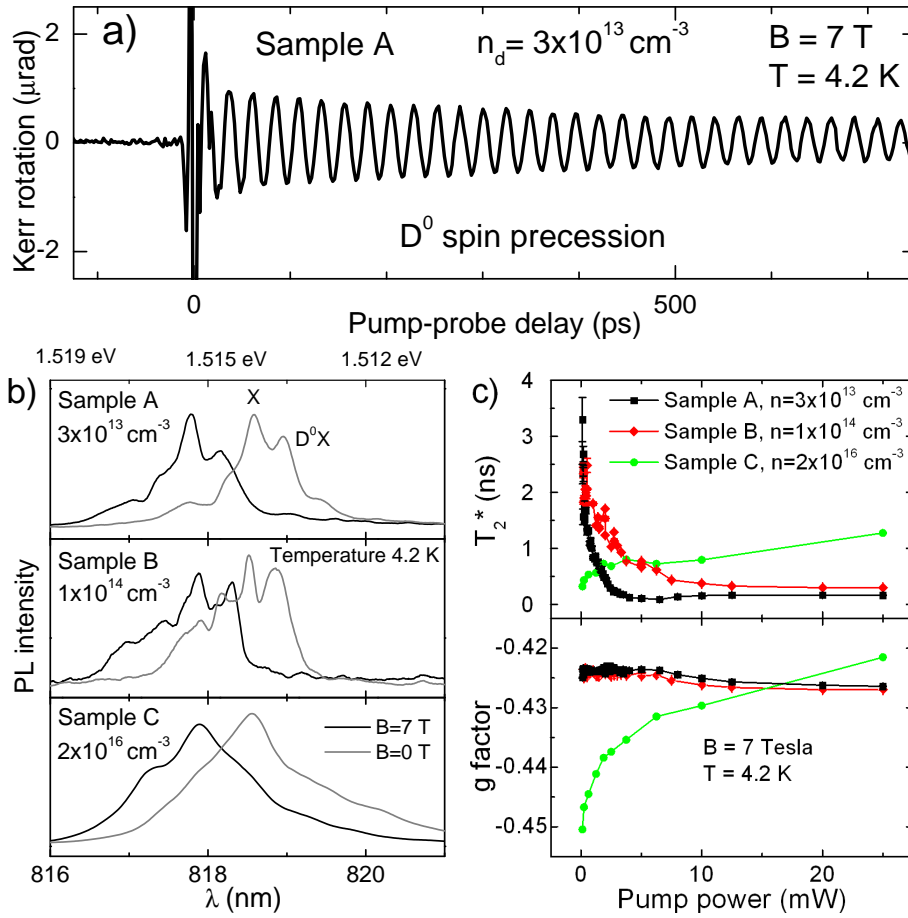 a)
Sample A
n_d= 3x10^13 cm^-3
B = 7 T
T = 4.2 K
Kerr rotation (μrad)
2
0
-2
D^0 spin precession
0
500
Pump-probe delay (ps)
b)
1.519 eV
1.515 eV
1.512 eV
Sample A
3x10^13 cm^-3
X
D^0X
Sample B
1x10^14 cm^-3
Temperature 4.2 K
Sample C
2x10^16 cm^-3
B=7 T
B=0 T
PL intensity
816
818
820
λ (nm)
c)
4
3
2
1
0
T_2* (ns)
Sample A, n=3x10^13 cm^-3
Sample B, n=1x10^14 cm^-3
Sample C, n=2x10^16 cm^-3
-0.42
-0.43
-0.44
-0.45
g factor
B = 7 Tesla
T = 4.2 K
0
5
10
15
20
25
Pump power (mW)